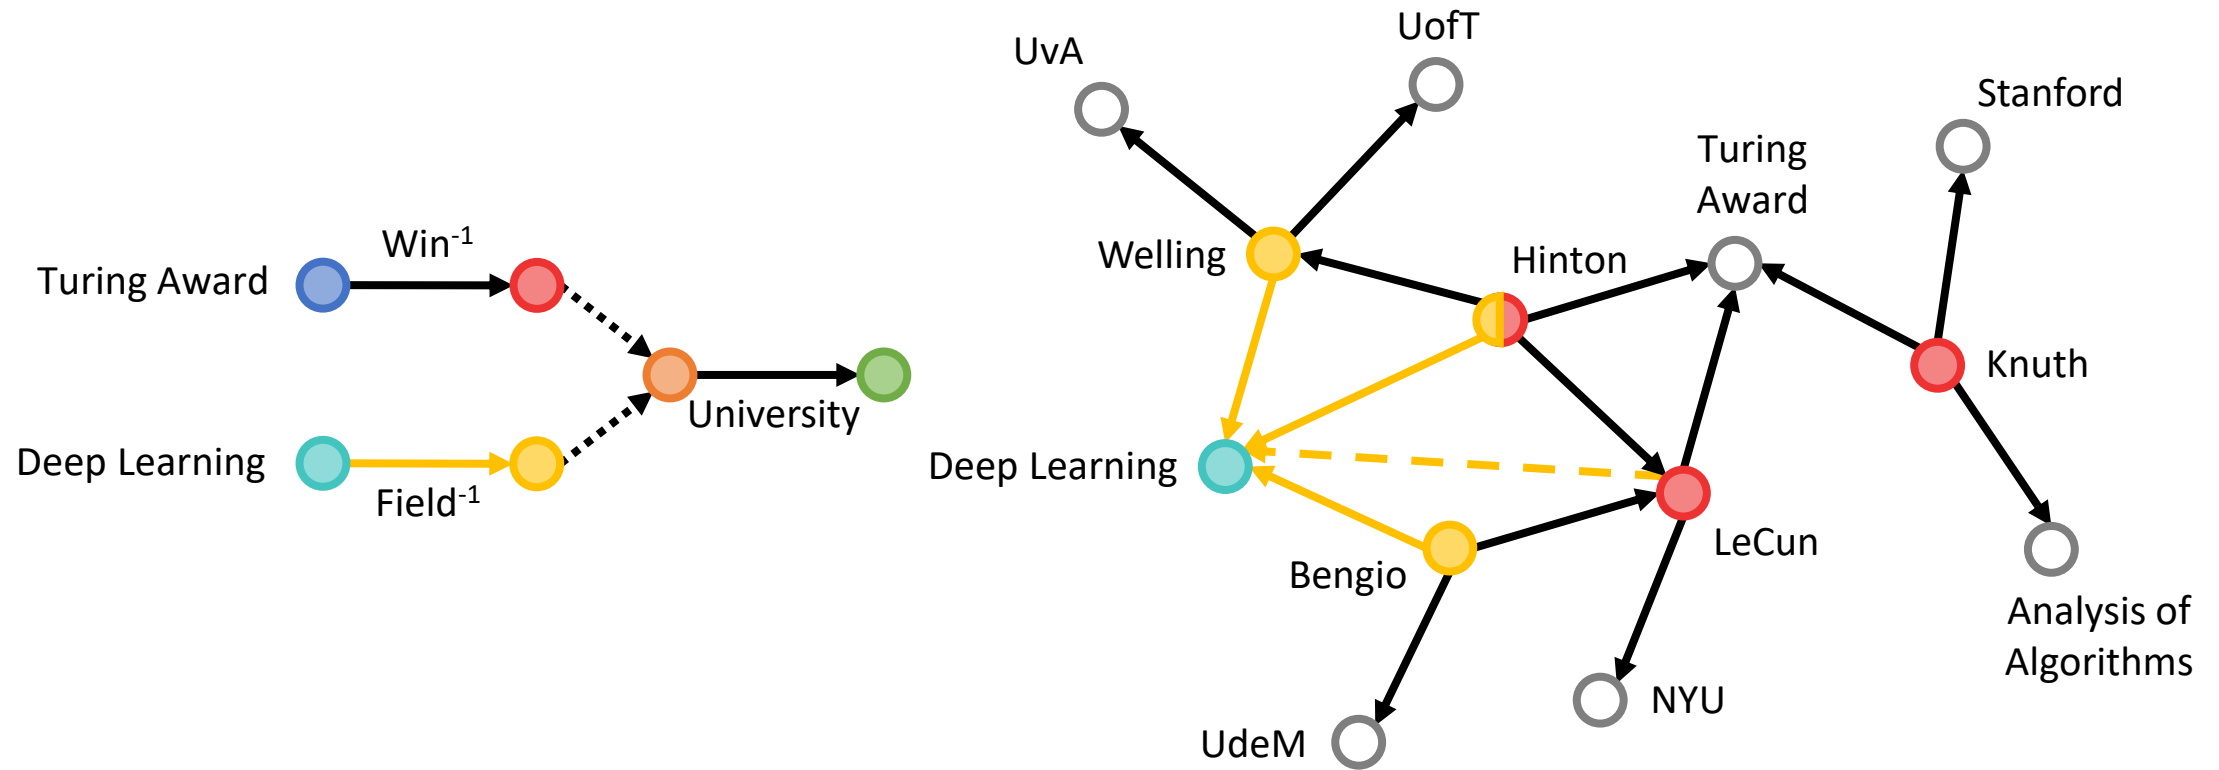 Turing Award
Win-1
University
Deep Learning
Field-1
UvA
UofT
Stanford
Turing
Award
Welling
Hinton
Knuth
Deep Learning
LeCun
Bengio
Analysis of
Algorithms
NYU
UdeM